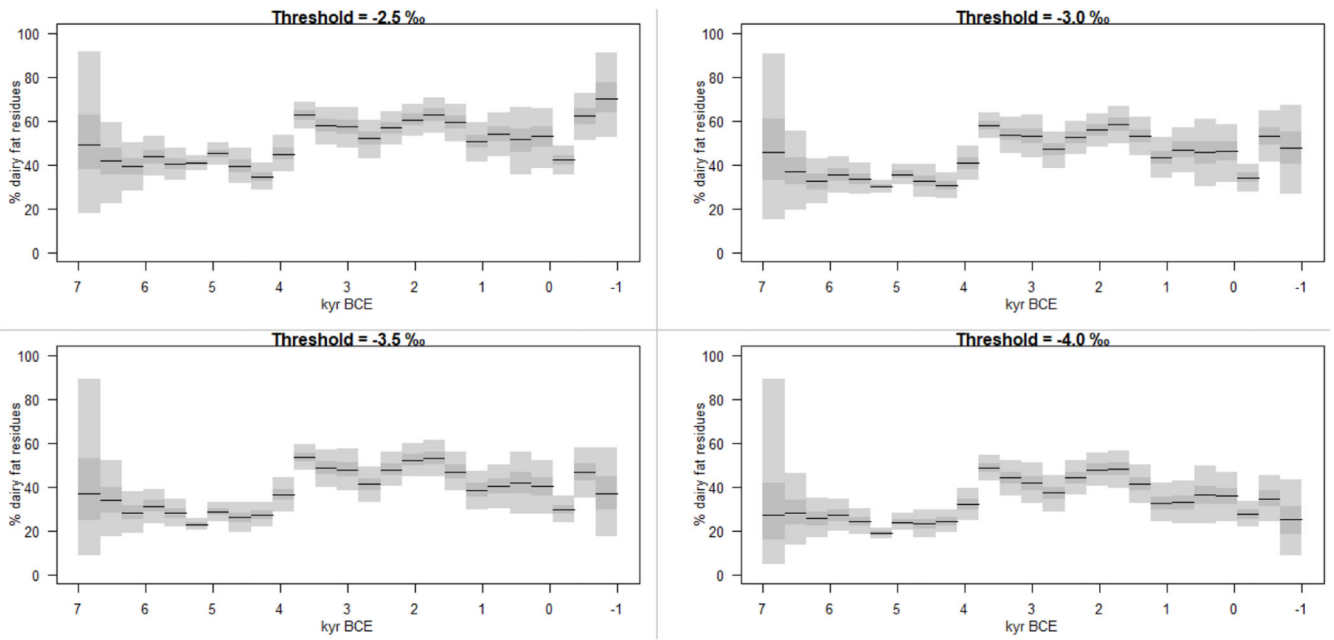 Threshold = -2.5 ‰
% dairy fat residues
100
80
60
40
20
0
7 6 5 4 3 2 1 0 -1
kyr BCE
Threshold = -3.0 ‰
% dairy fat residues
100
80
60
40
20
0
7 6 5 4 3 2 1 0 -1
kyr BCE
Threshold = -3.5 ‰
% dairy fat residues
100
80
60
40
20
0
7 6 5 4 3 2 1 0 -1
kyr BCE
Threshold = -4.0 ‰
% dairy fat residues
100
80
60
40
20
0
7 6 5 4 3 2 1 0 -1
kyr BCE